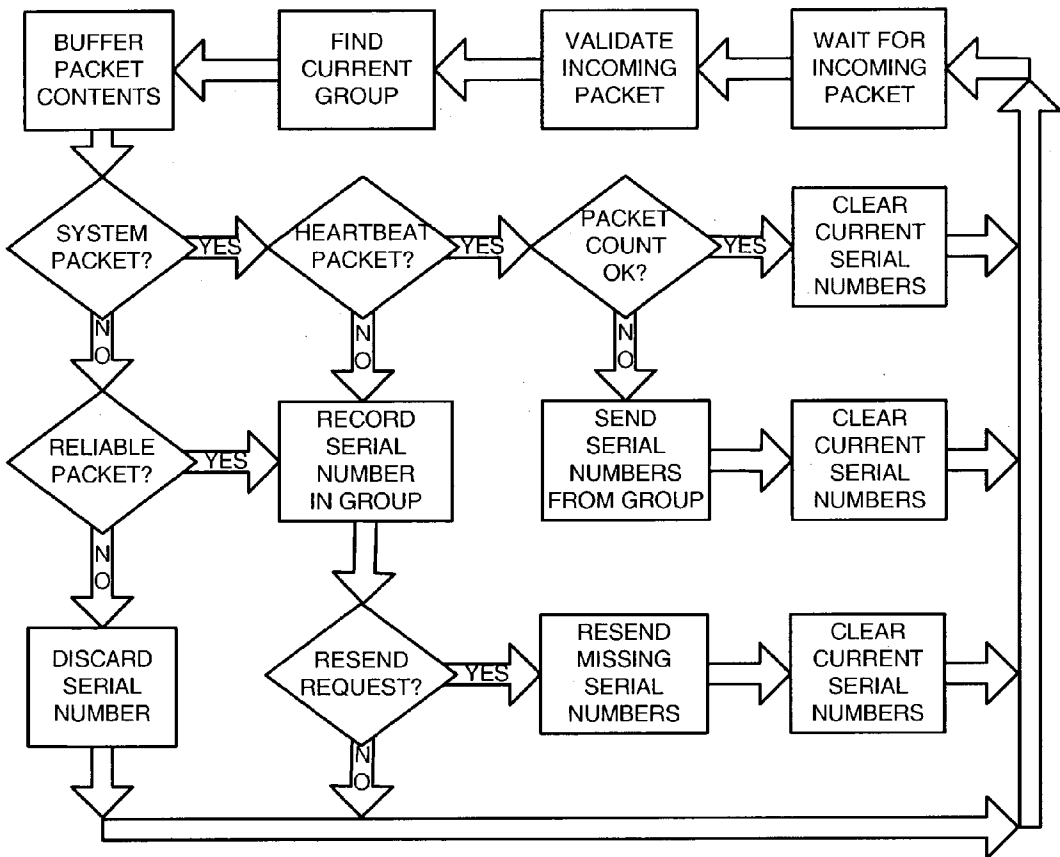 BUFFER
PACKET
CONTENTS
FIND
CURRENT
GROUP
VALIDATE
INCOMING
PACKET
WAIT FOR
INCOMING
PACKET
SYSTEM
PACKET?
YES
HEARTBEAT
PACKET?
YES
PACKET
COUNT
OK?
YES
CLEAR
CURRENT
SERIAL
NUMBERS
NO
NO
NO
RELIABLE
PACKET?
YES
RECORD
SERIAL
NUMBER
IN GROUP
SEND
SERIAL
NUMBERS
FROM GROUP
CLEAR
CURRENT
SERIAL
NUMBERS
NO
DISCARD
SERIAL
NUMBER
RESEND
REQUEST?
YES
RESEND
MISSING
SERIAL
NUMBERS
CLEAR
CURRENT
SERIAL
NUMBERS
NO